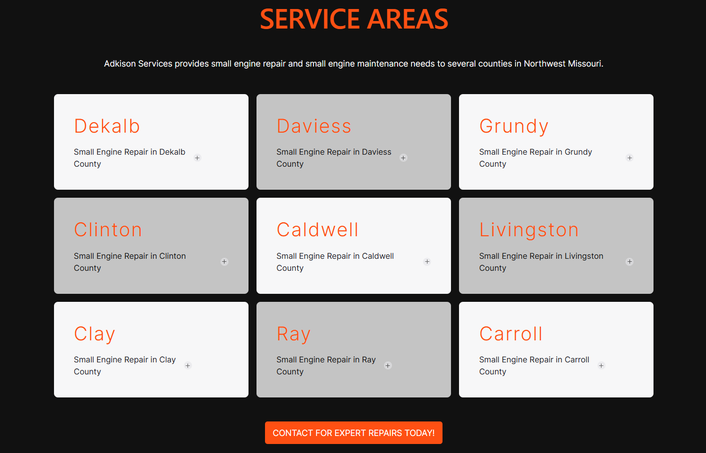 SERVICE AREAS
Adkison Services provides small engine repair and small engine maintenance needs to several counties in Northwest Missouri.
Dekalb
Small Engine Repair in Dekalb
County
Daviess
Small Engine Repair in Daviess
County
Grundy
Small Engine Repair in Grundy
County
Clinton
Small Engine Repair in Clinton
County
Caldwell
Small Engine Repair in Caldwell
County
Livingston
Small Engine Repair in Livingston
County
Clay
Small Engine Repair in Clay
County
Ray
Small Engine Repair in Ray
County
Carroll
Small Engine Repair in Carroll
County
CONTACT FOR EXPERT REPAIRS TODAY!